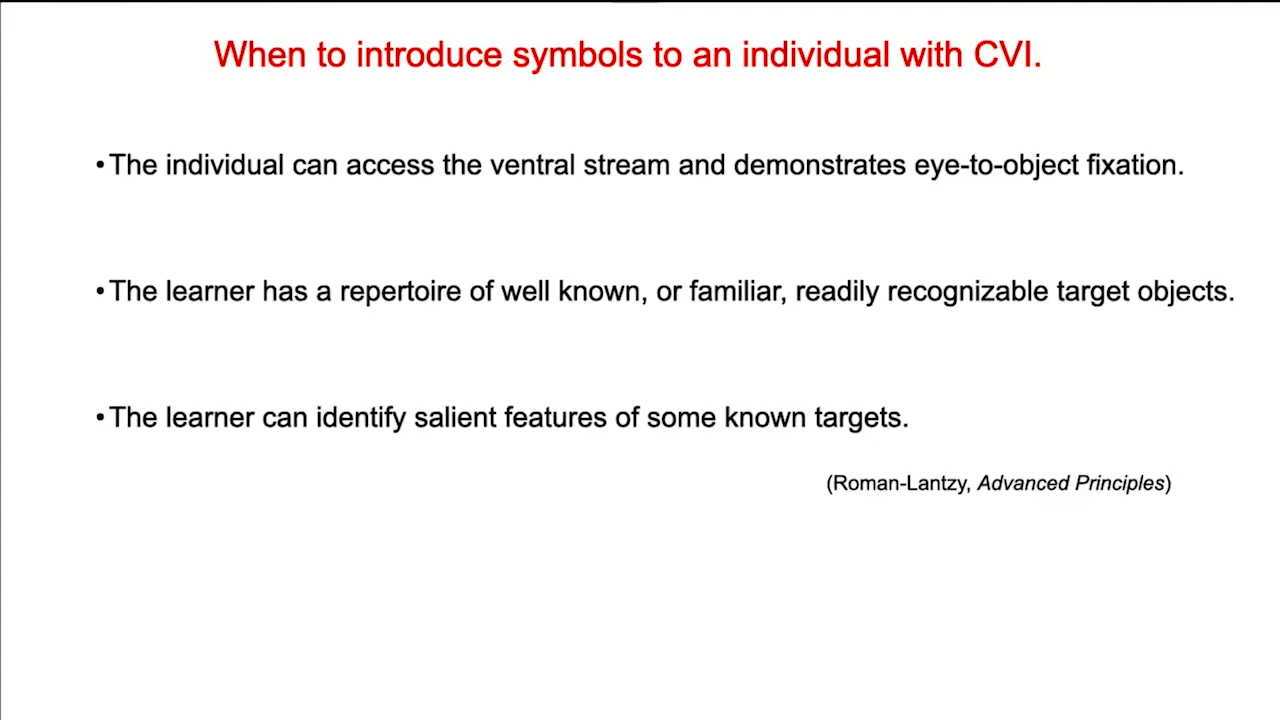 When to introduce symbols to an individual with CVI.
•The individual can access the ventral stream and demonstrates eye-to-object fixation.
•The learner has a repertoire of well known, or familiar, readily recognizable target objects.
•The learner can identify salient features of some known targets.
(Roman-Lantzy, Advanced Principles)